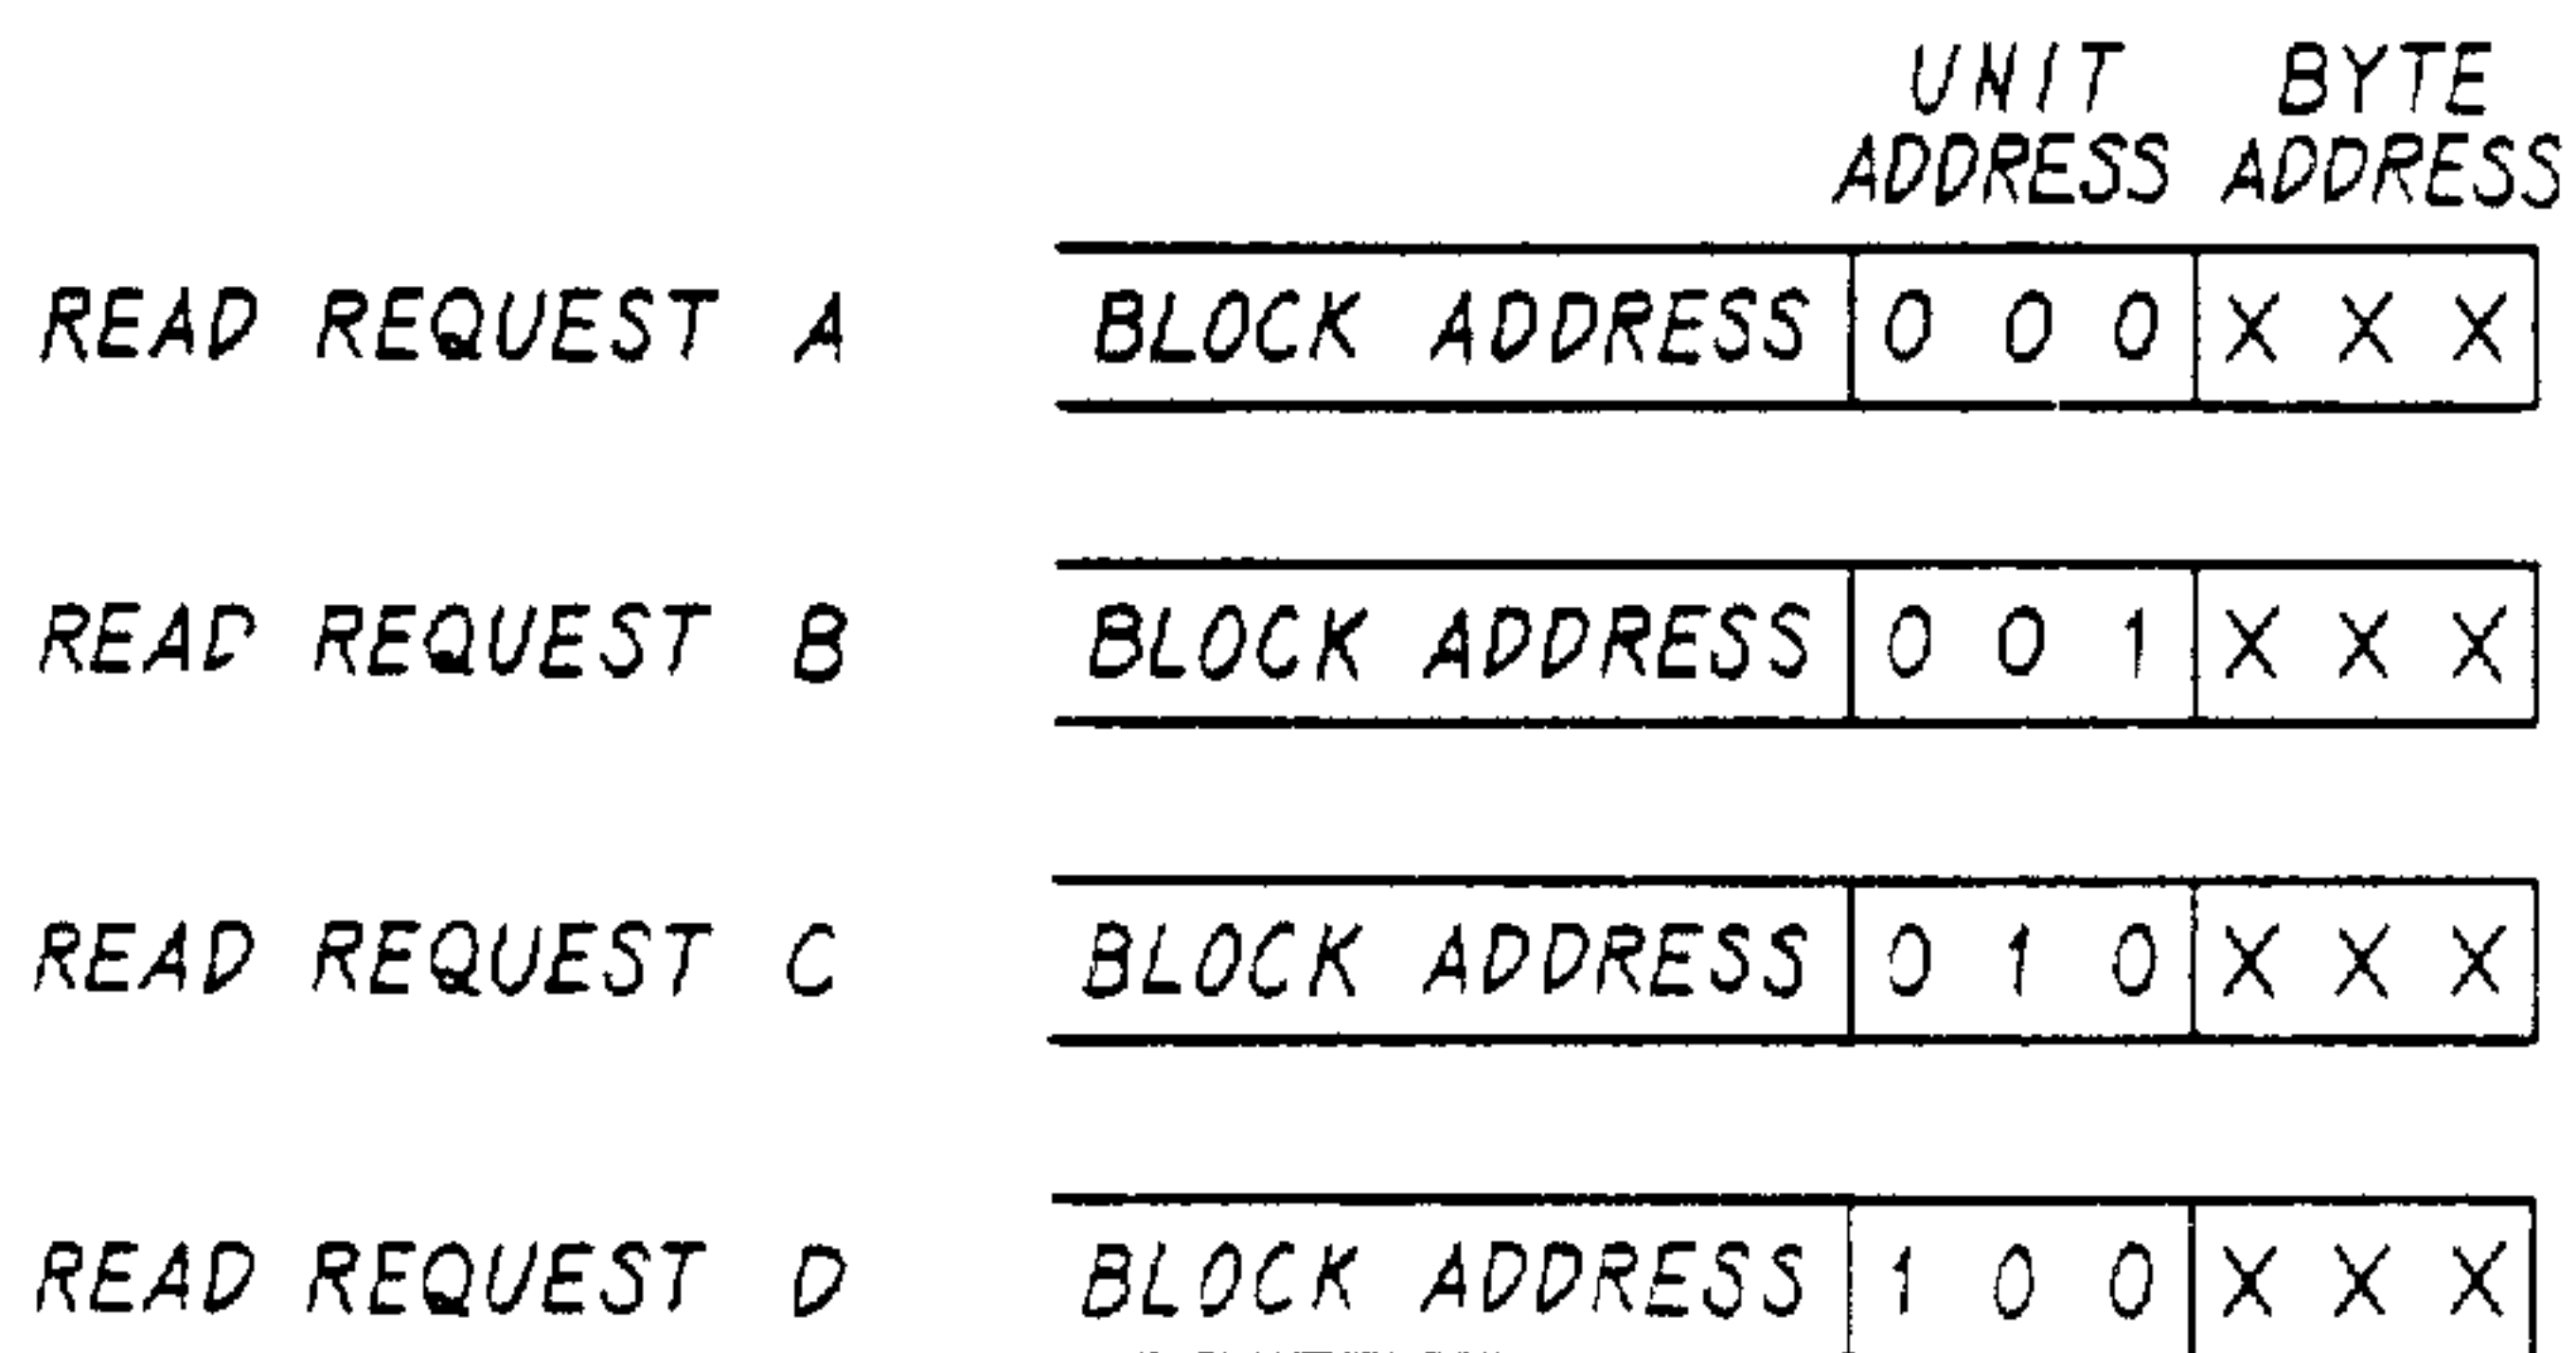 UNIT BYTE
ADDRESS ADDRESS
READ REQUEST A BLOCK ADDRESS 0 0 0 X X X
READ REQUEST B BLOCK ADDRESS 0 0 1 X X X
READ REQUEST C BLOCK ADDRESS 0 1 0 X X X
READ REQUEST D BLOCK ADDRESS 1 0 0 X X X